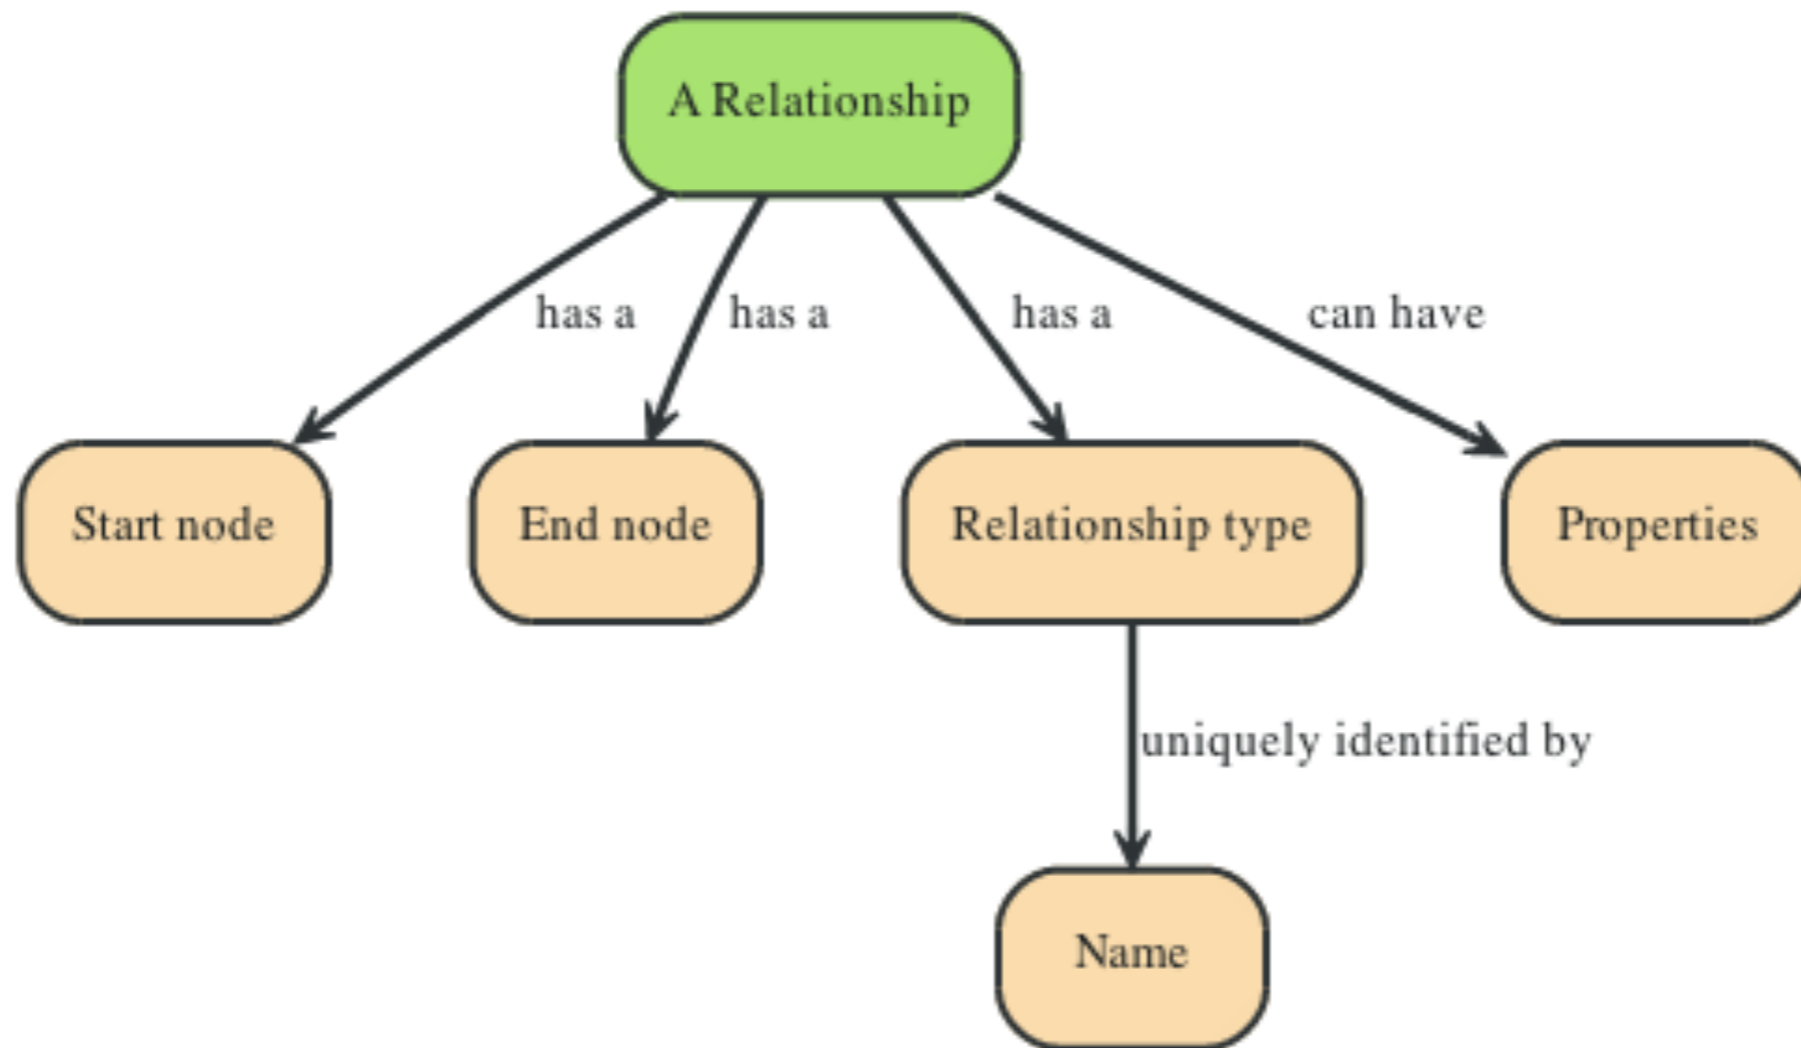 A Relationship
has a
has a
has a
can have
Start node
End node
Relationship type
Properties
uniquely identified by
Name